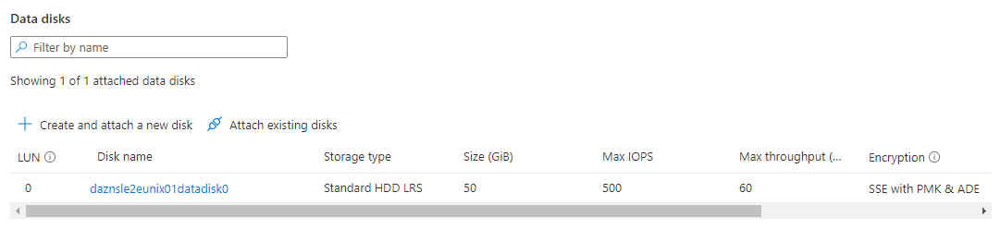 Data disks
Filter by name
Showing 1 of 1 attached data disks
Create and attach a new disk Attach existing disks
LUN Disk name Storage type Size (GiB) Max IOPS Max throughput (... Encryption
0 daznsle2eunix01datadisk0 Standard HDD LRS 50 500 60 SSE with PMK & ADE